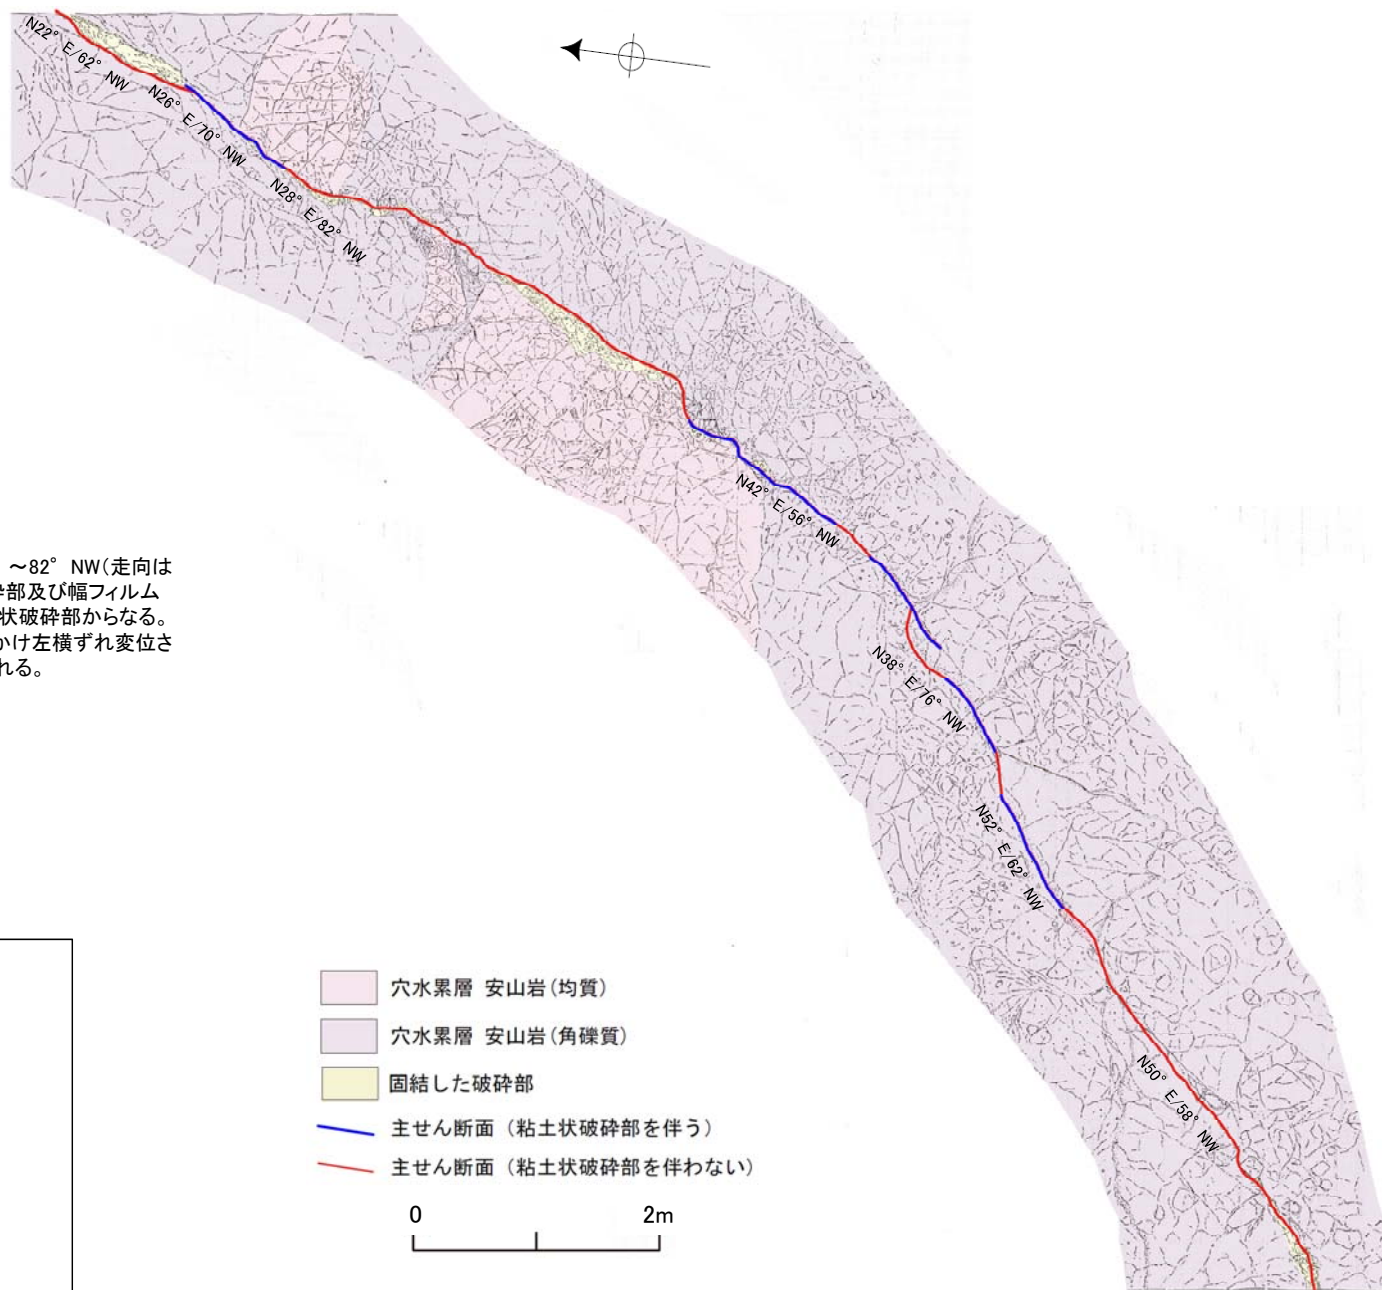 N22° E/62° NW
N26° E/70° NW
N28° E/82° NW
N42° E/56° NW
～82° NW(走向は
砕部及び幅フィルム
状破砕部からなる。
かけ左横ずれ変位さ
れる。
N38° E/76° NW
N52° E/62° NW
穴水累層 安山岩(均質)
穴水累層 安山岩(角礫質)
固結した破砕部
主せん断面（粘土状破砕部を伴う）
主せん断面（粘土状破砕部を伴わない）
N50° E/58° NW
0 2m